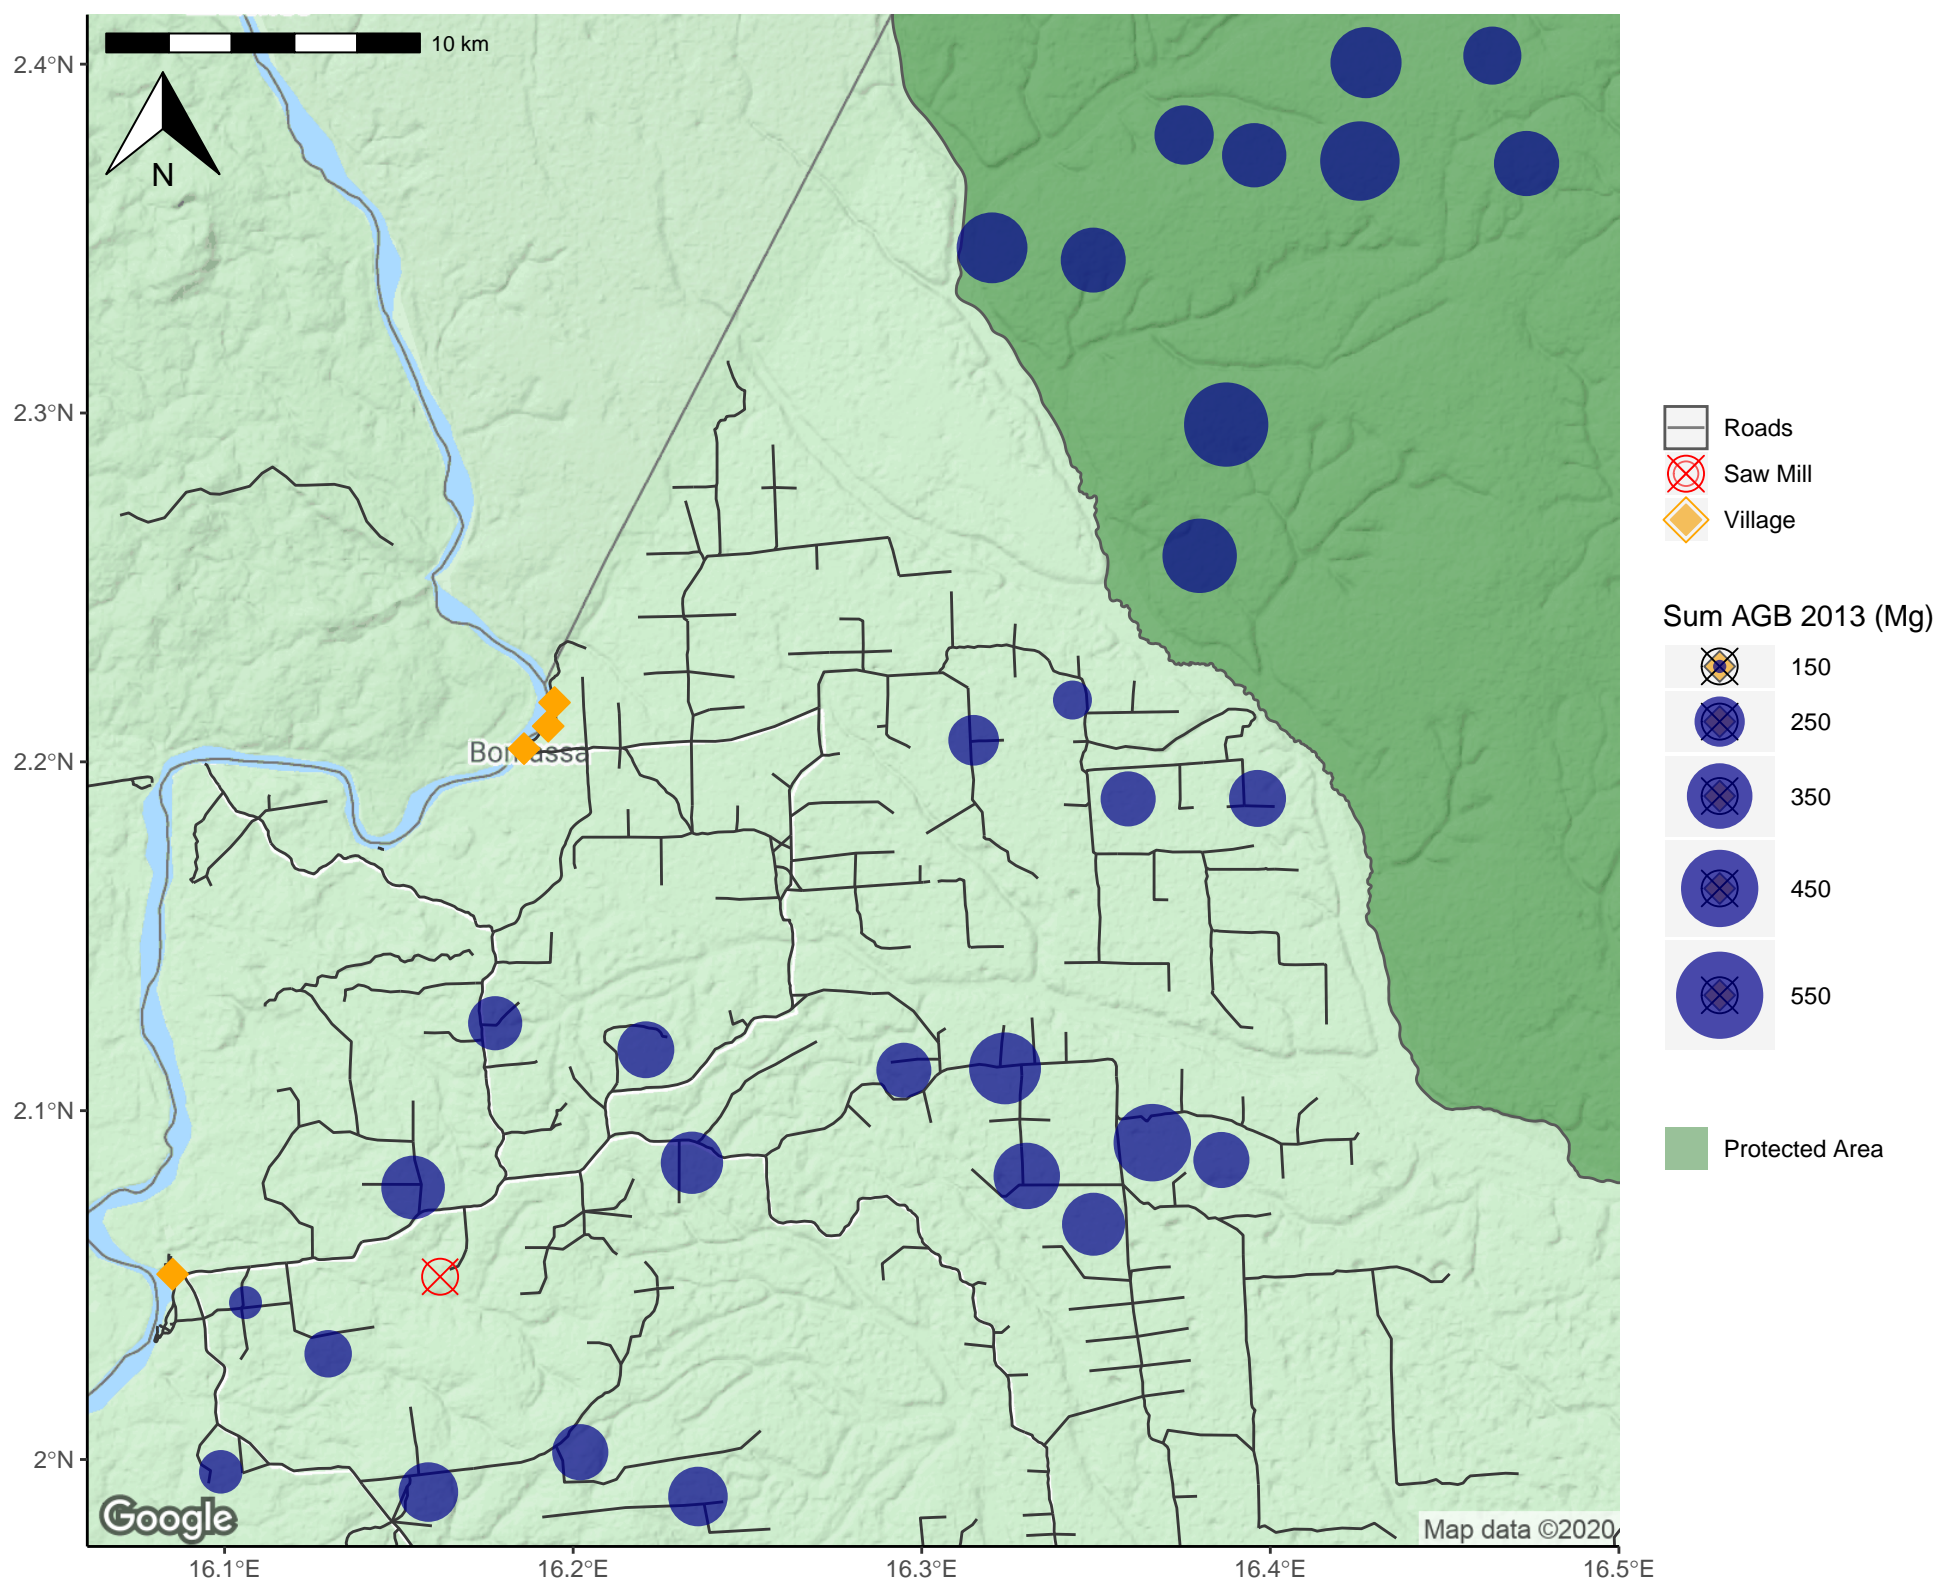 10 km
N
2.4°N
2.3°N
2.2°N
2.1°N
2°N
16.1°E
16.2°E
16.3°E
16.4°E
16.5°E
Google
Map data ©2020
Roads
Saw Mill
Village
Sum AGB 2013 (Mg)
150
250
350
450
550
Protected Area